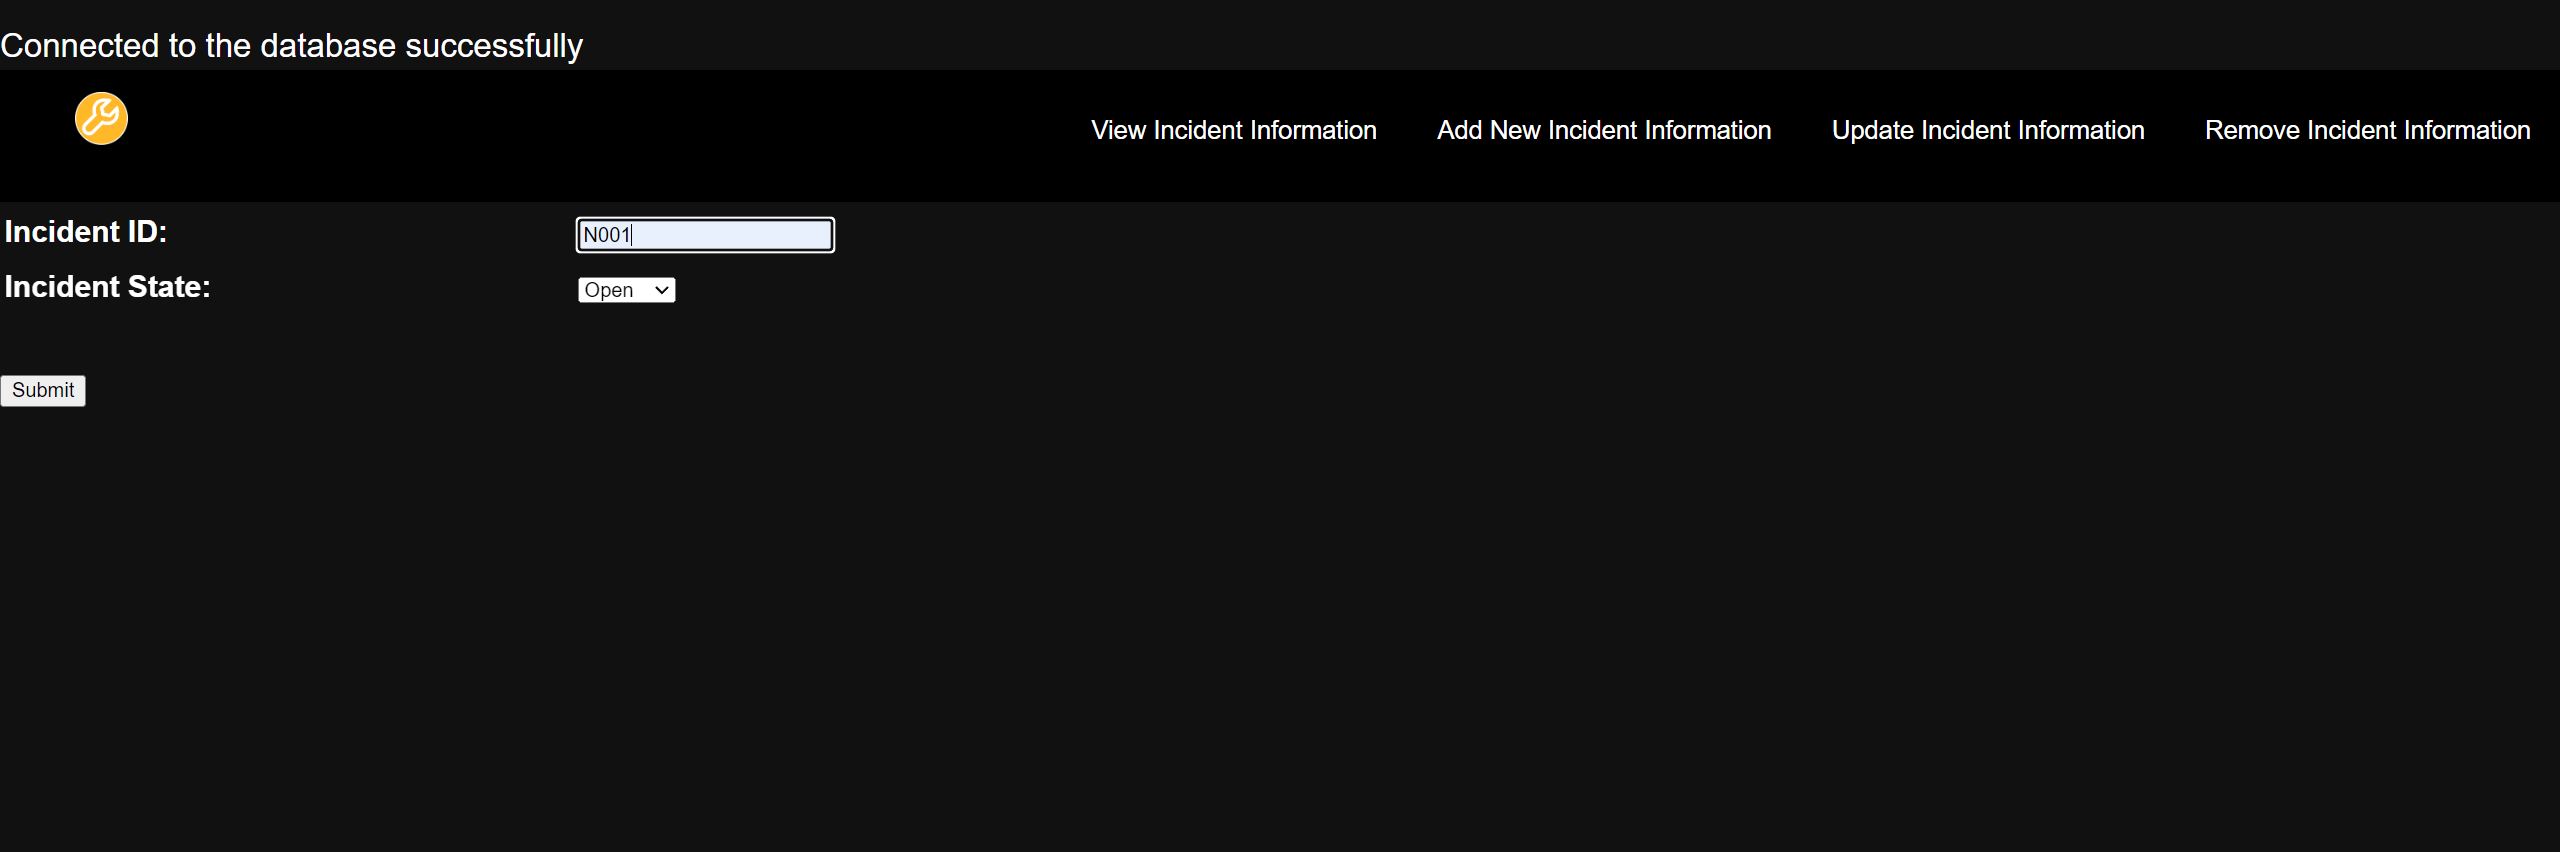 Connected to the database successfully
View Incident Information Add New Incident Information Update Incident Information Remove Incident Information
Incident ID: N001
Incident State: Open
Submit